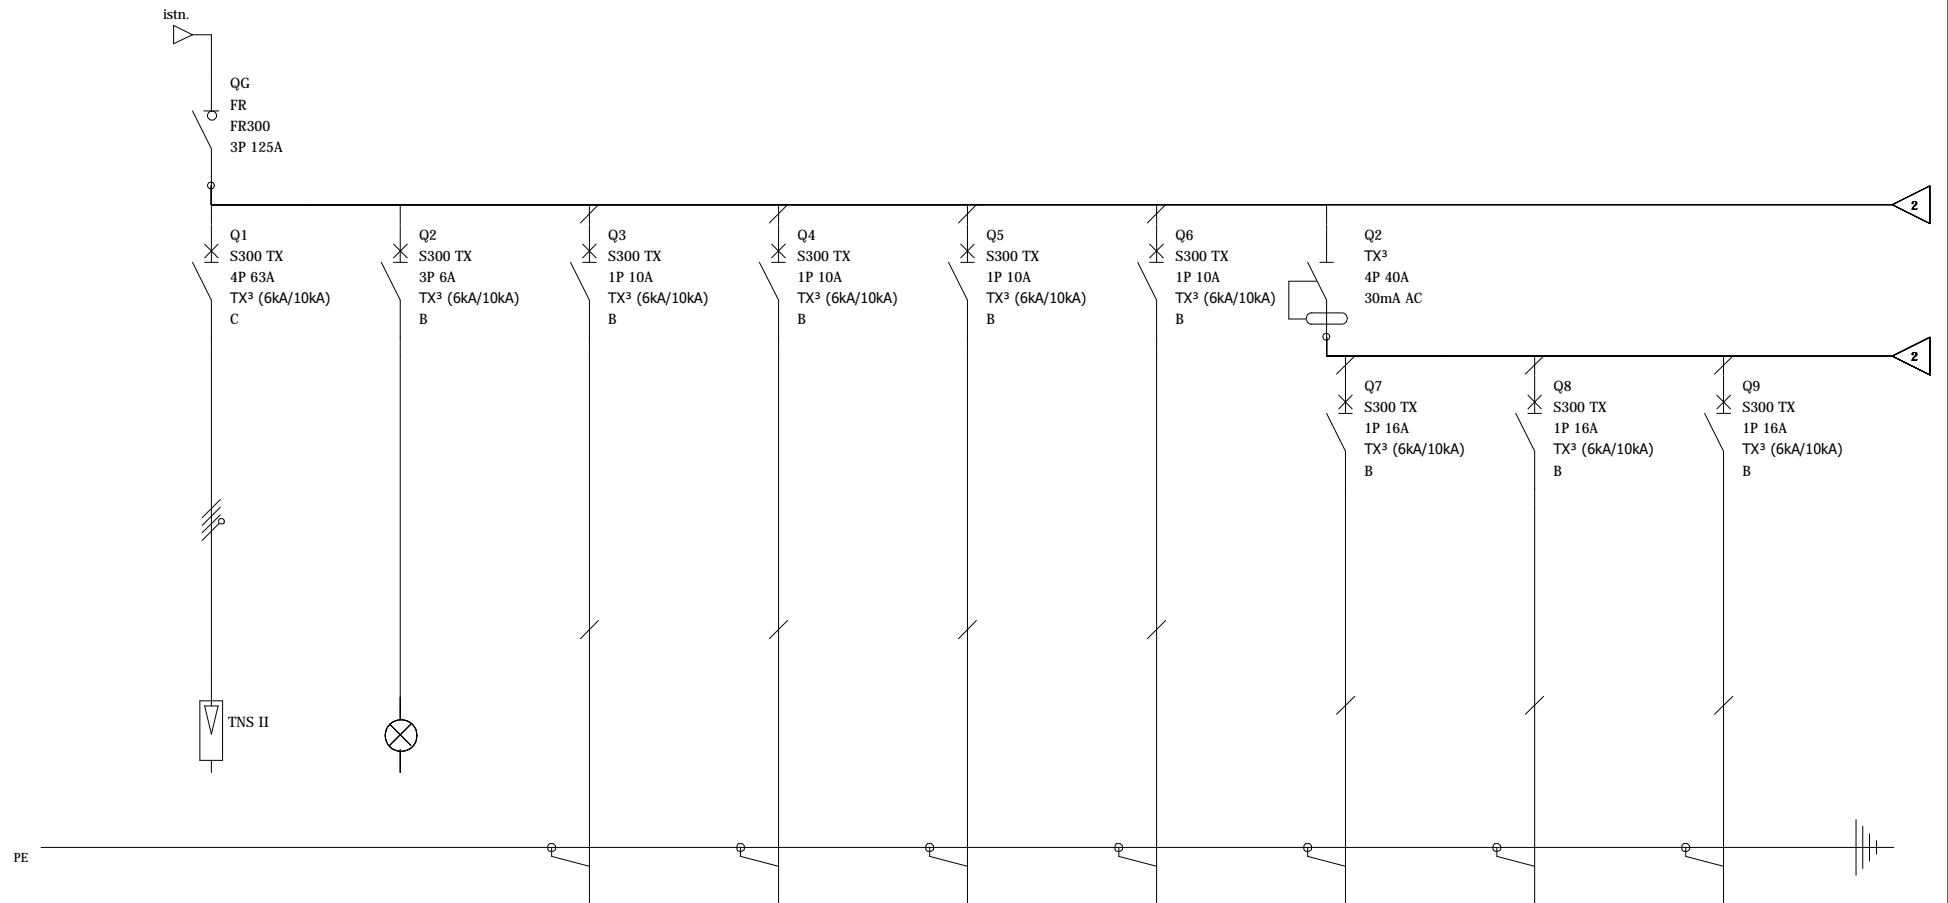 istn.
QG
FR
FR300
3P 125A
2
Q1
S300 TX
4P 63A
TX³ (6kA/10kA)
C
Q2
S300 TX
3P 6A
TX³ (6kA/10kA)
B
Q3
S300 TX
1P 10A
TX³ (6kA/10kA)
B
Q4
S300 TX
1P 10A
TX³ (6kA/10kA)
B
Q5
S300 TX
1P 10A
TX³ (6kA/10kA)
B
Q6
S300 TX
1P 10A
TX³ (6kA/10kA)
B
Q2
TX³
4P 40A
30mA AC
2
Q7
S300 TX
1P 16A
TX³ (6kA/10kA)
B
Q8
S300 TX
1P 16A
TX³ (6kA/10kA)
B
Q9
S300 TX
1P 16A
TX³ (6kA/10kA)
B
TNS II
PE